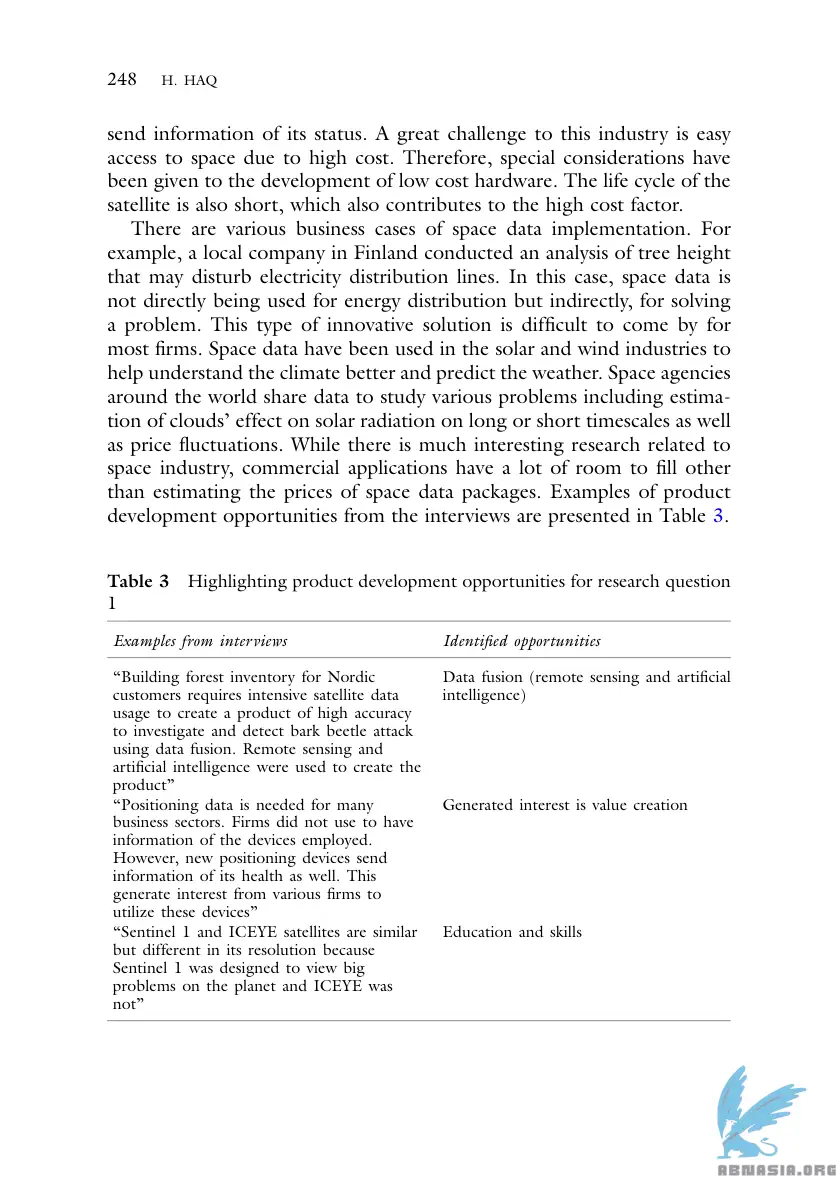 248 H. HAQ
send information of its status. A great challenge to this industry is easy
access to space due to high cost. Therefore, special considerations have
been given to the development of low cost hardware. The life cycle of the
satellite is also short, which also contributes to the high cost factor.
There are various business cases of space data implementation. For
example, a local company in Finland conducted an analysis of tree height
that may disturb electricity distribution lines. In this case, space data is
not directly being used for energy distribution but indirectly, for solving
a problem. This type of innovative solution is difficult to come by for
most firms. Space data have been used in the solar and wind industries to
help understand the climate better and predict the weather. Space agencies
around the world share data to study various problems including estima-
tion of clouds’ effect on solar radiation on long or short timescales as well
as price fluctuations. While there is much interesting research related to
space industry, commercial applications have a lot of room to fill other
than estimating the prices of space data packages. Examples of product
development opportunities from the interviews are presented in Table 3.
Table 3 Highlighting product development opportunities for research question
1
Examples from interviews Identified opportunities
“Building forest inventory for Nordic Data fusion (remote sensing and artificial
customers requires intensive satellite data intelligence)
usage to create a product of high accuracy
to investigate and detect bark beetle attack
using data fusion. Remote sensing and
artificial intelligence were used to create the
product”
“Positioning data is needed for many Generated interest is value creation
business sectors. Firms did not use to have
information of the devices employed.
However, new positioning devices send
information of its health as well. This
generate interest from various firms to
utilize these devices”
“Sentinel 1 and ICEYE satellites are similar Education and skills
but different in its resolution because
Sentinel 1 was designed to view big
problems on the planet and ICEYE was
not”
ABNASIA.ORG